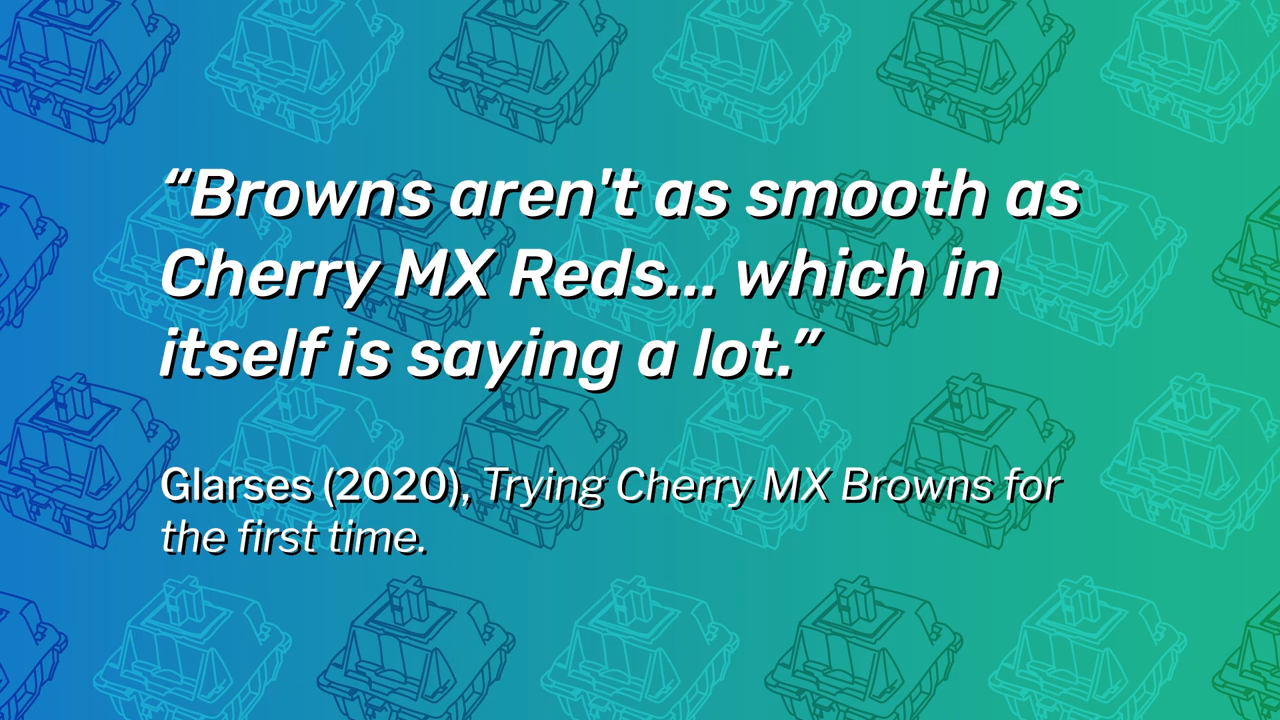 “Browns aren't as smooth as
Cherry MX Reds... which in
itself is saying a lot.”
Glarses (2020), Trying Cherry MX Browns for
the first time.